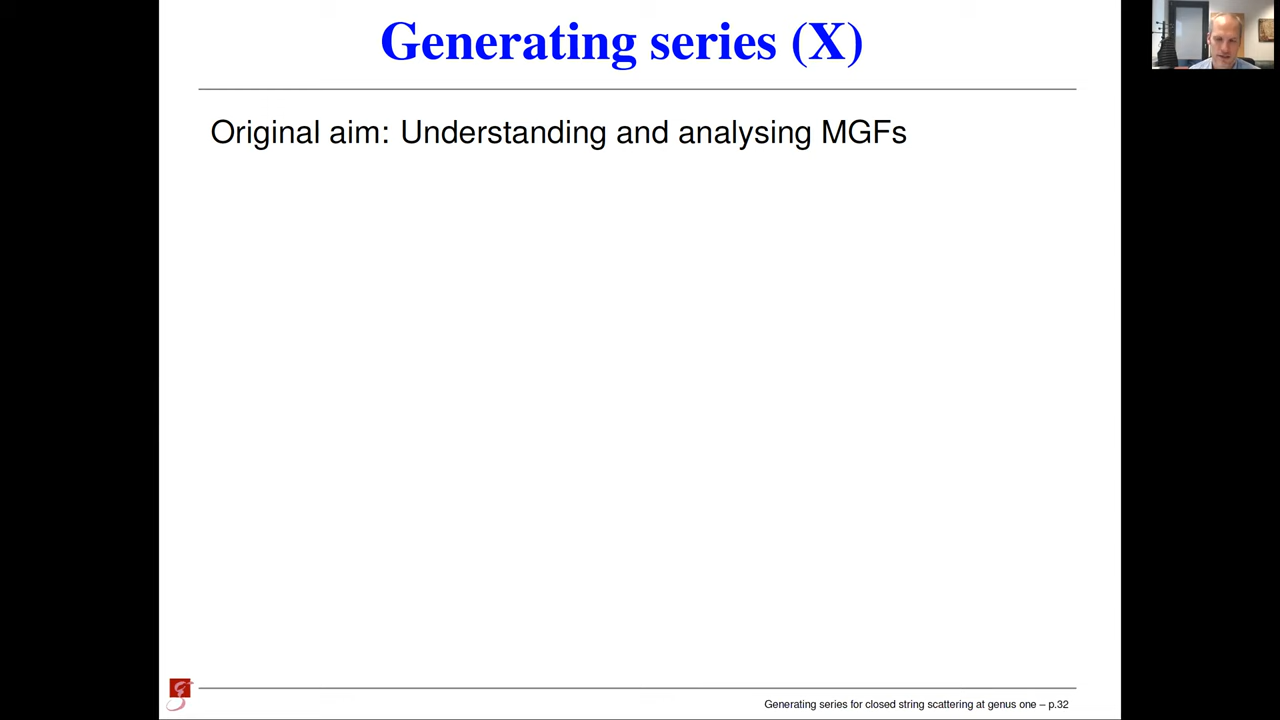 Generating series (X)
Original aim: Understanding and analysing MGFs
Generating series for closed string scattering at genus one – p.32